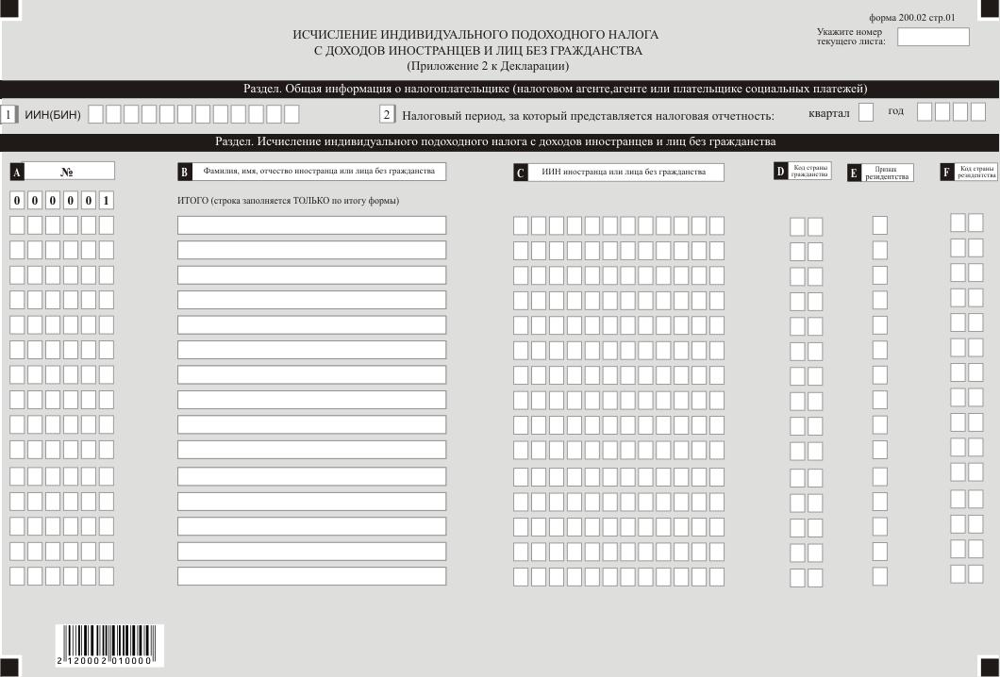 форма 200.02 стр.01
ИСЧИСЛЕНИЕ ИНДИВИДУАЛЬНОГО ПОДОХОДНОГО НАЛОГА
С ДОХОДОВ ИНОСТРАНЦЕВ И ЛИЦ БЕЗ ГРАЖДАНСТВА
(Приложение 2 к Декларации)
Укажите номер
текущего листа:
Раздел. Общая информация о налогоплательщике (налоговом агенте,агенте или плательщике социальных платежей)
1 ИИН(БИН)
2 Налоговый период, за который представляется налоговая отчетность: квартал год
Раздел. Исчисление индивидуального подоходного налога с доходов иностранцев и лиц без гражданства
A №
B Фамилия, имя, отчество иностранца или лица без гражданства
C ИИН иностранца или лица без гражданства
D Код страны
гражданства
E Признак
резидентства
F Код страны
резидентства
0 0 0 0 0 1 ИТОГО (строка заполняется ТОЛЬКО по итогу формы)
2 120002 010000